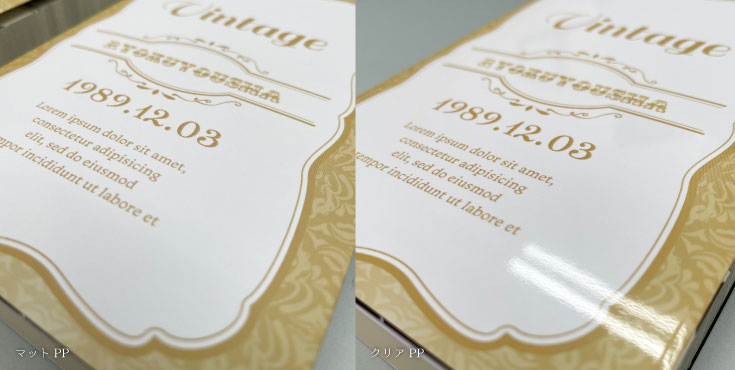 Vintage
RYOKUYOUSHA
1989.12.03
Lorem ipsum dolor sit amet,
consectetur adipisicing
elit, sed do eiusmod
tempor incididunt ut labore et
マット PP
Vintage
RYOKUYOUSHA
1989.12.03
Lorem ipsum dolor sit amet,
consectetur adipisicing
elit, sed do eiusmod
tempor incididunt ut labore et
クリア PP